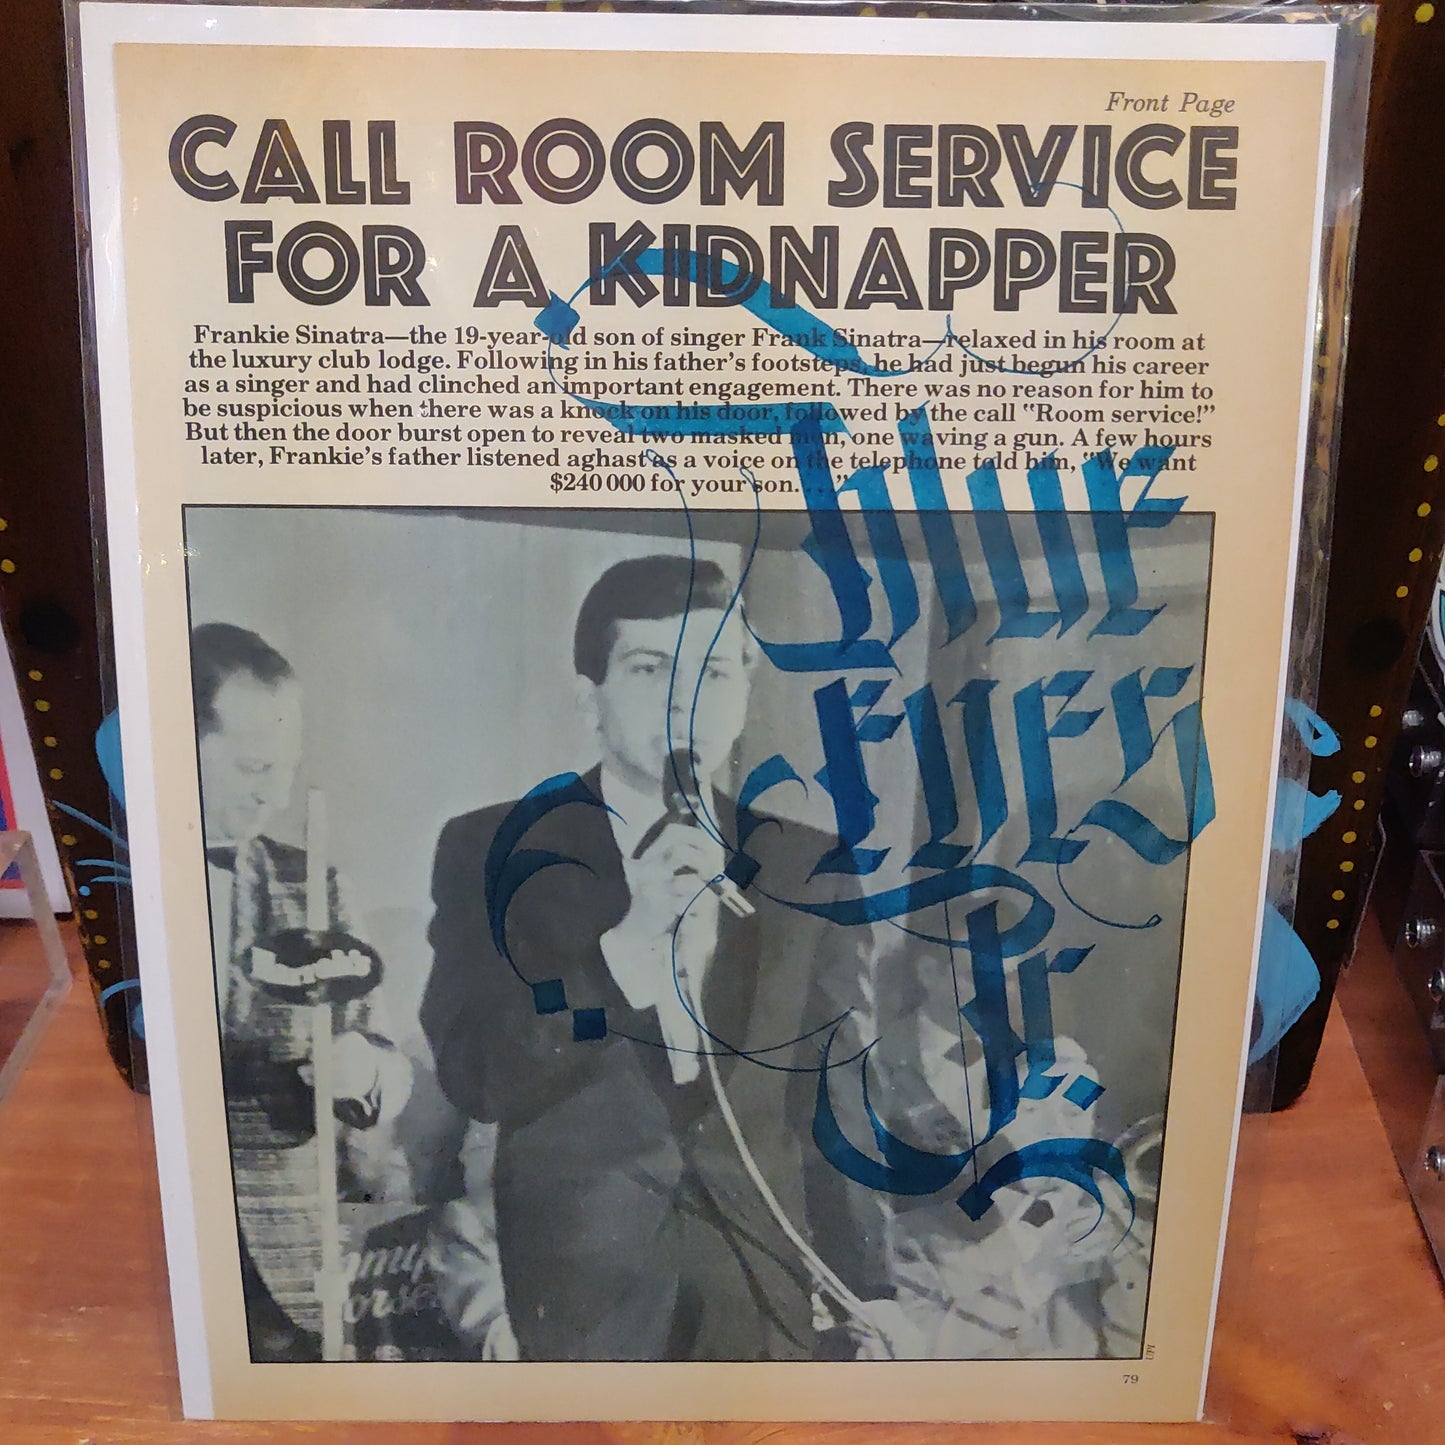 Front Page
CALL ROOM SERVICE
FOR A KIDNAPPER
Frankie Sinatra—the 19-year-old son of singer Frank Sinatra—relaxed in his room at
the luxury club lodge. Following in his father's footsteps, he had just begun his career
as a singer and had clinched an important engagement. There was no reason for him to
be suspicious when there was a knock on his door, followed by the call "Room service!"
But then the door burst open to reveal two masked men, one waving a gun. A few hours
later, Frankie's father listened aghast as a voice on the telephone told him, "We want
$240 000 for your son. . . ."
blue
eyes
Jr.
UPI
79